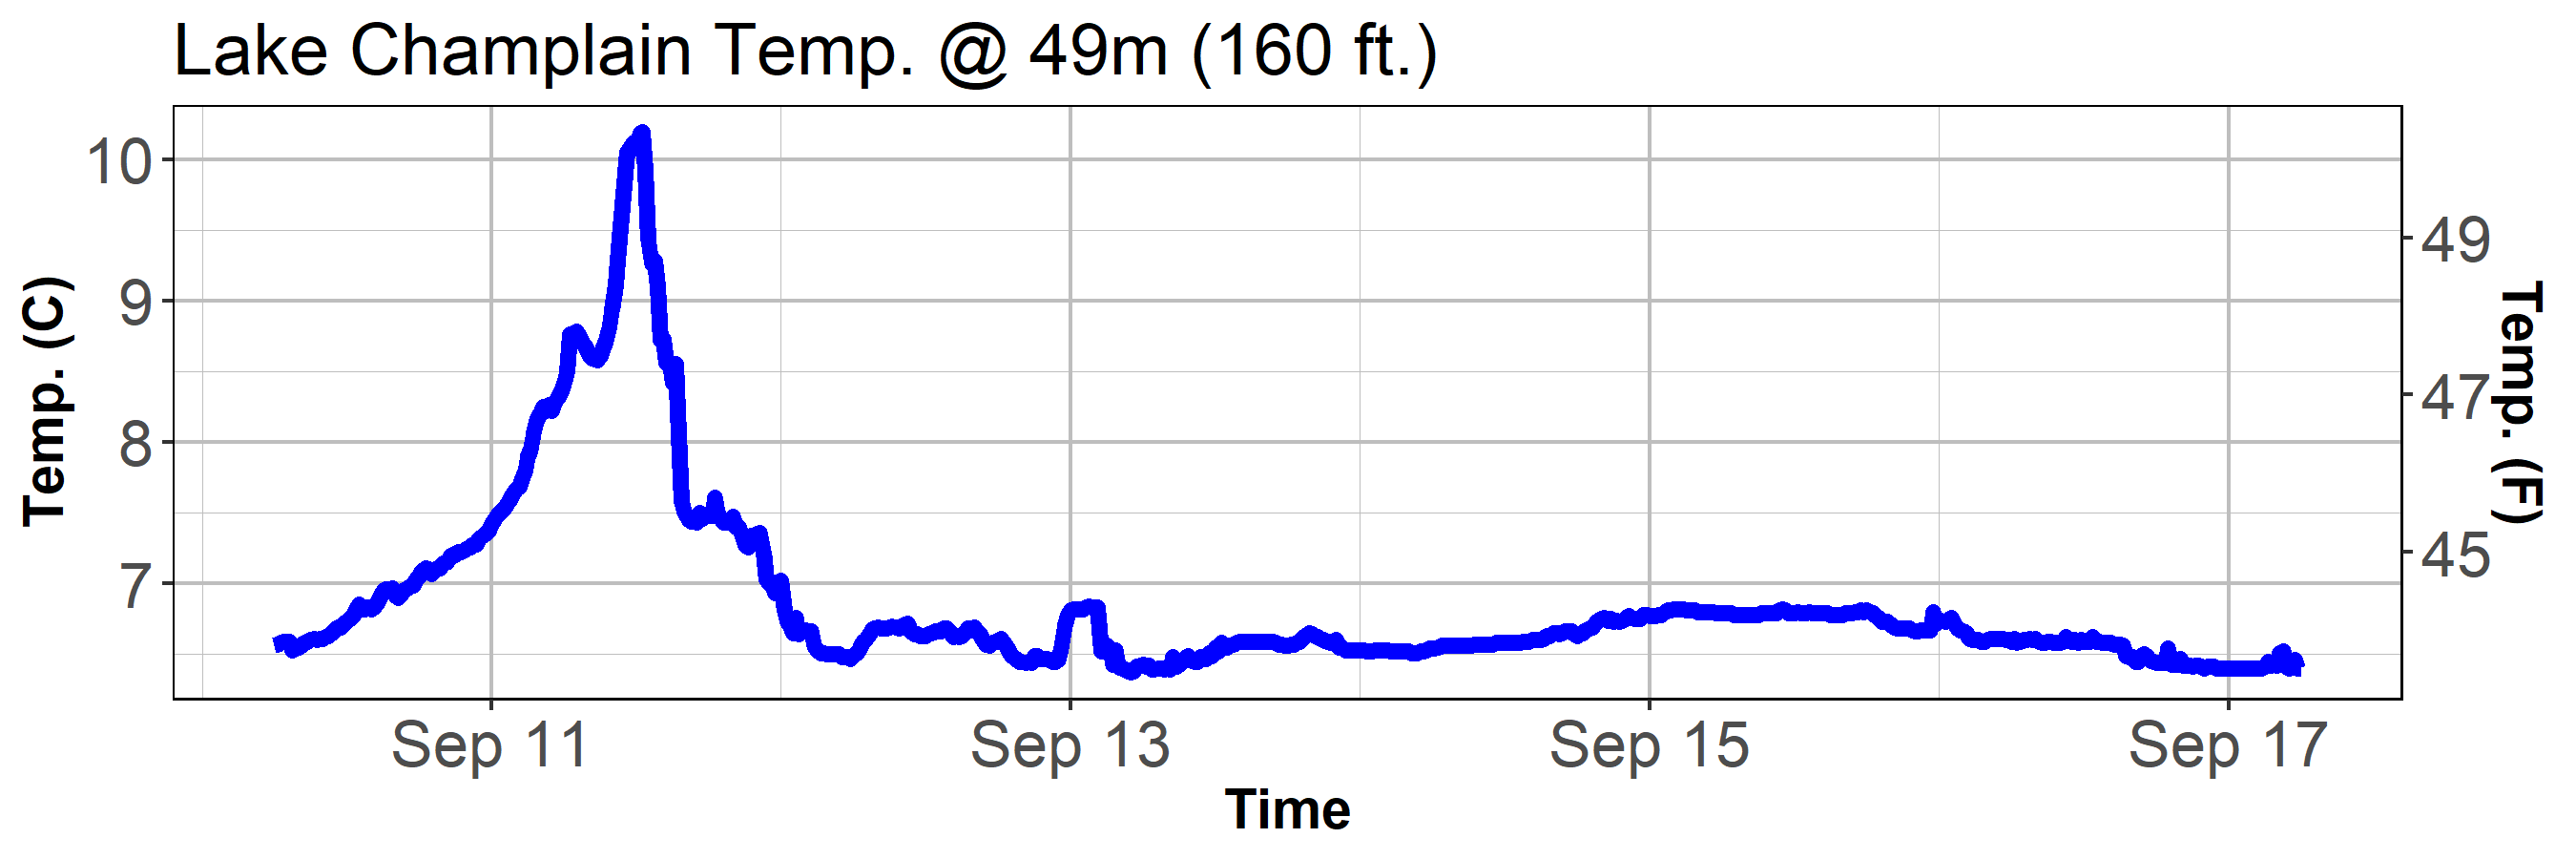 Lake Champlain Temp. @ 49m (160 ft.)
10
9
8
7
Temp. (C)
49
47
45
Temp. (F)
Sep 11 Sep 13 Sep 15 Sep 17
Time